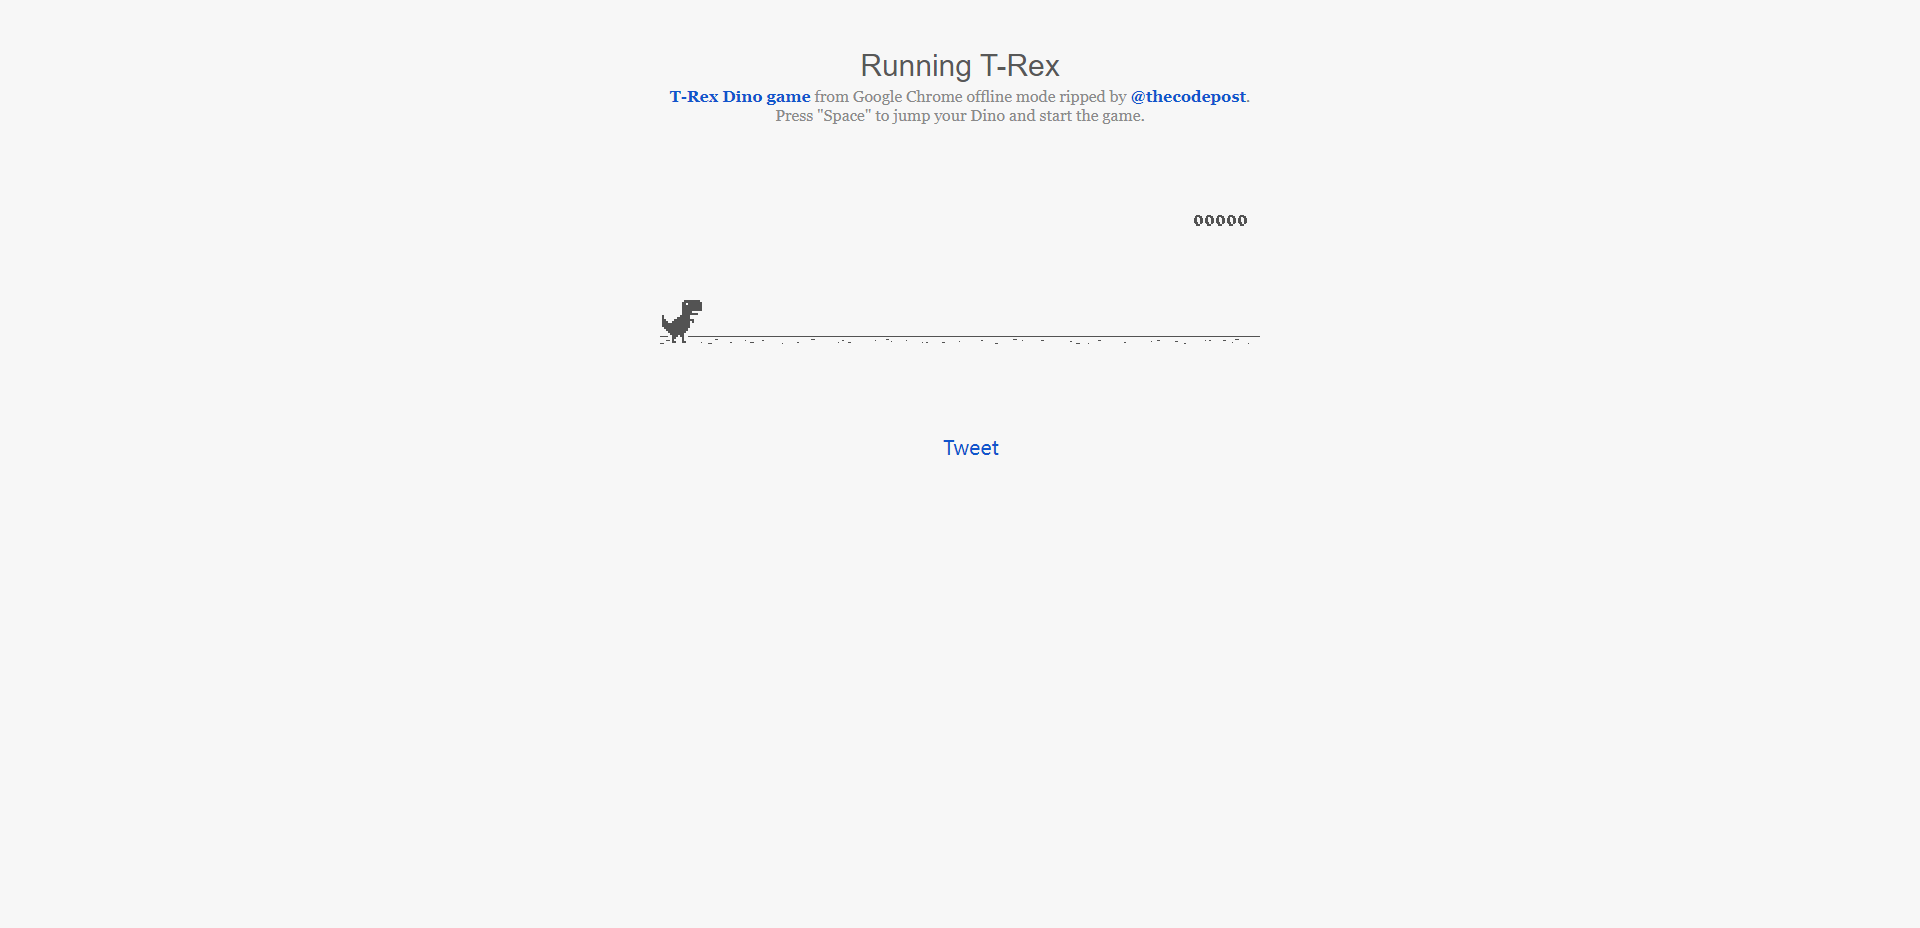 Running T-Rex
T-Rex Dino game from Google Chrome offline mode ripped by @thecodepost.
Press "Space" to jump your Dino and start the game.
00000
Tweet